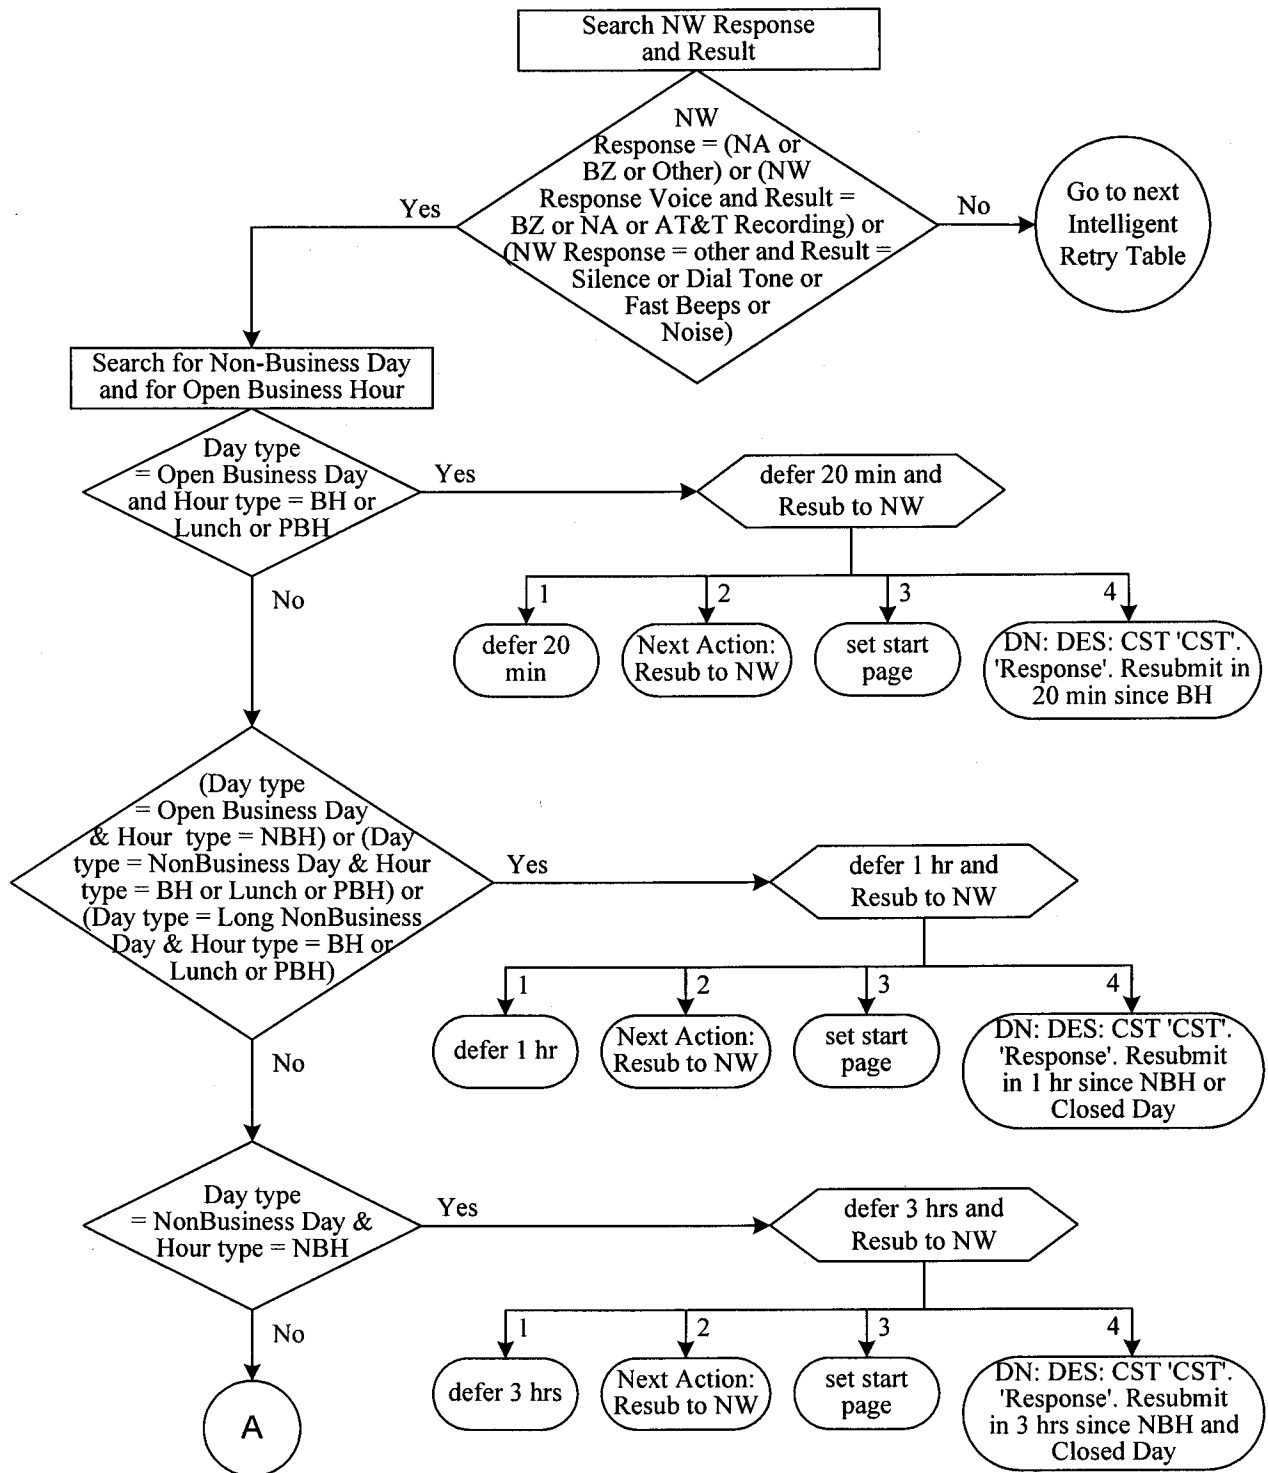 Search NW Response
and Result
NW
Response = (NA or
BZ or Other) or (NW
Response Voice and Result =
BZ or NA or AT&T Recording) or
(NW Response = other and Result =
Silence or Dial Tone or
Fast Beeps or
Noise)
Yes
No
Go to next
Intelligent
Retry Table
Search for Non-Business Day
and for Open Business Hour
Day type
= Open Business Day
and Hour type = BH or
Lunch or PBH
Yes
defer 20 min and
Resub to NW
No
1
2
3
4
defer 20
min
Next Action:
Resub to NW
set start
page
DN: DES: CST 'CST'.
'Response'. Resubmit in
20 min since BH
(Day type
= Open Business Day
& Hour type = NBH) or (Day
type = NonBusiness Day & Hour
type = BH or Lunch or PBH) or
(Day type = Long NonBusiness
Day & Hour type = BH or
Lunch or PBH)
Yes
defer 1 hr and
Resub to NW
No
1
2
3
4
defer 1 hr
Next Action:
Resub to NW
set start
page
DN: DES: CST 'CST'.
'Response'. Resubmit
in 1 hr since NBH or
Closed Day
Day type
= NonBusiness Day &
Hour type = NBH
Yes
defer 3 hrs and
Resub to NW
No
1
2
3
4
defer 3 hrs
Next Action:
Resub to NW
set start
page
DN: DES: CST 'CST'.
'Response'. Resubmit
in 3 hrs since NBH and
Closed Day
A